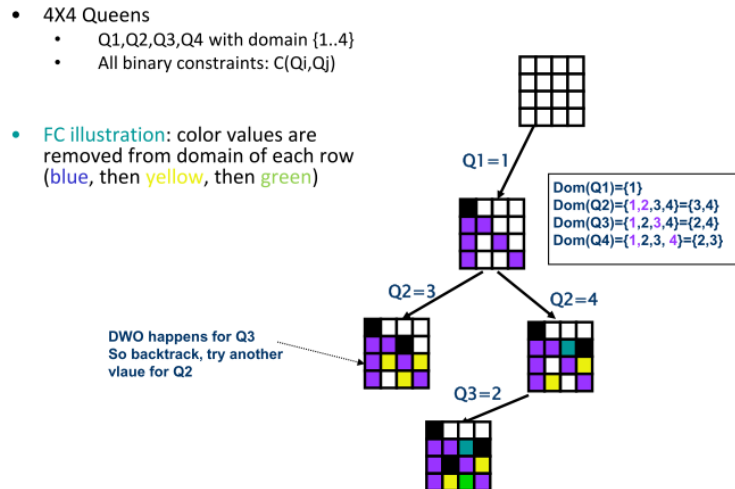 4X4 Queens
Q1,Q2,Q3,Q4 with domain {1..4}
All binary constraints: C(Qi,Qj)
FC illustration: color values are
removed from domain of each row
(blue, then yellow, then green)
Q1=1
Dom(Q1)={1}
Dom(Q2)={1,2,3,4}={3,4}
Dom(Q3)={1,2,3,4}={2,4}
Dom(Q4)={1,2,3, 4}={2,3}
Q2=3
Q2=4
DWO happens for Q3
So backtrack, try another
vlaue for Q2
Q3=2